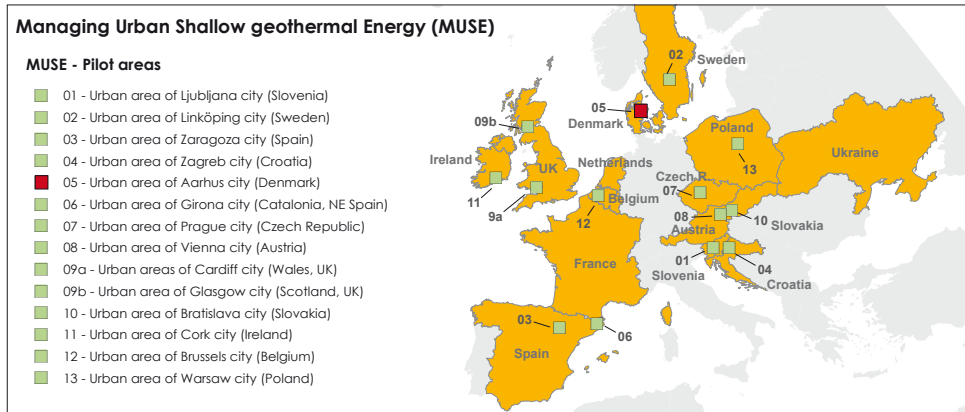 Managing Urban Shallow geothermal Energy (MUSE)
MUSE - Pilot areas
01 - Urban area of Ljubljana city (Slovenia)
02 - Urban area of Linköping city (Sweden)
03 - Urban area of Zaragoza city (Spain)
04 - Urban area of Zagreb city (Croatia)
05 - Urban area of Aarhus city (Denmark)
06 - Urban area of Girona city (Catalonia, NE Spain)
07 - Urban area of Prague city (Czech Republic)
08 - Urban area of Vienna city (Austria)
09a - Urban areas of Cardiff city (Wales, UK)
09b - Urban area of Glasgow city (Scotland, UK)
10 - Urban area of Bratislava city (Slovakia)
11 - Urban area of Cork city (Ireland)
12 - Urban area of Brussels city (Belgium)
13 - Urban area of Warsaw city (Poland)
02
Sweden
05
Denmark
09b
Poland
13
Ukraine
Ireland
UK
Netherlands
11
9a
12
Belgium
Czech R.
07
08
Austria
10
Slovakia
France
01
Slovenia
04
Croatia
03
06
Spain